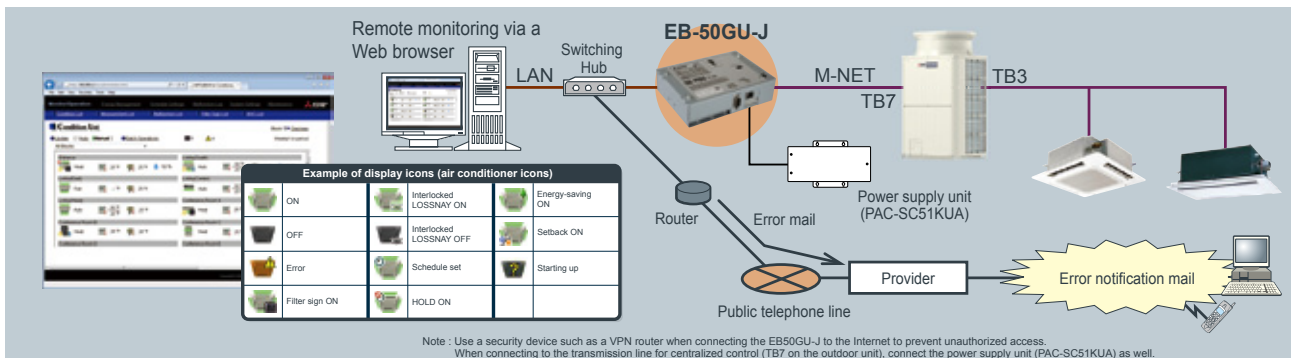 Remote monitoring via a
Web browser
LAN
Switching
Hub
EB-50GU-J
M-NET
TB7
TB3
Power supply unit
(PAC-SC51KUA)
Example of display icons (air conditioner icons)
ON
Interlocked
LOSSNAY ON
Energy-saving
ON
OFF
Interlocked
LOSSNAY OFF
Setback ON
Error
Schedule set
Starting up
Filter sign ON
HOLD ON
Router
Error mail
Provider
Error notification mail
Public telephone line
Note : Use a security device such as a VPN router when connecting the EB50GU-J to the Internet to prevent unauthorized access.
When connecting to the transmission line for centralized control (TB7 on the outdoor unit), connect the power supply unit (PAC-SC51KUA) as well.